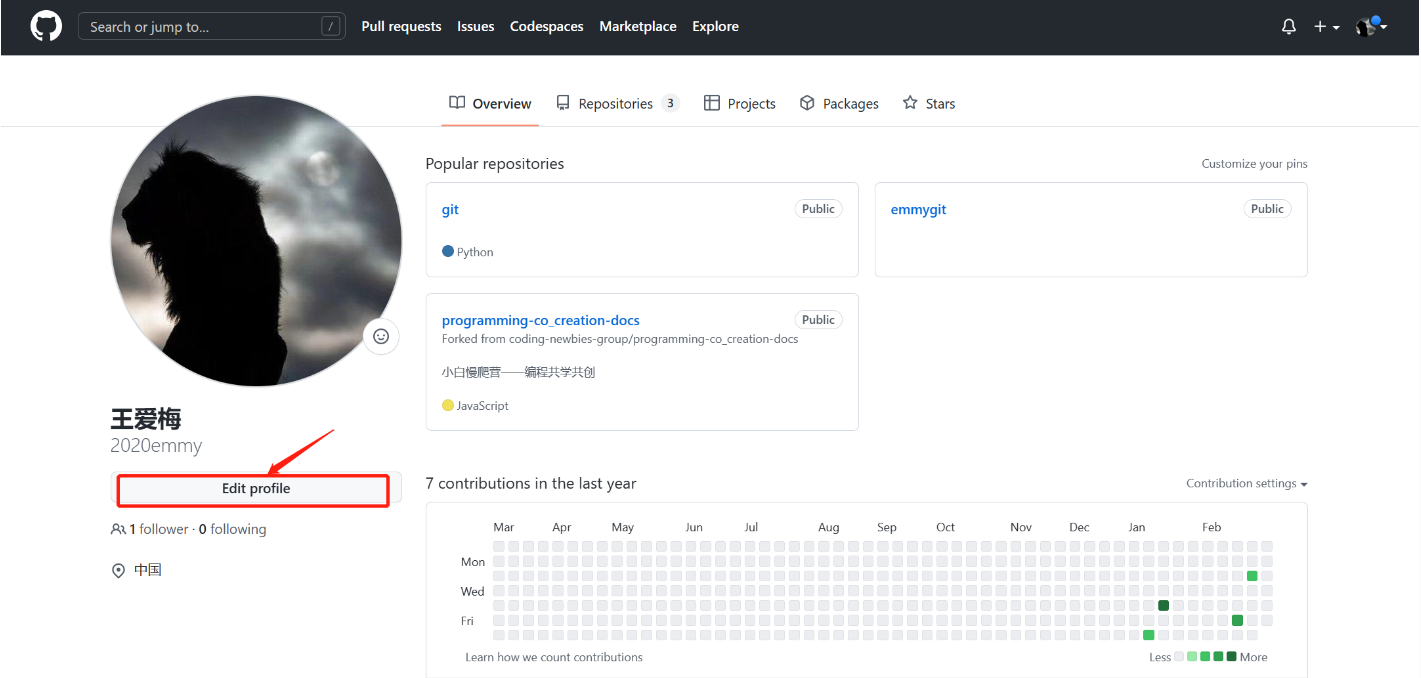 Search or jump to... / Pull requests Issues Codespaces Marketplace Explore
Overview Repositories 3 Projects Packages Stars
Popular repositories Customize your pins
git Public
Python
emmygit Public
programming-co_creation-docs Public
Forked from coding-newbies-group/programming-co_creation-docs
小白慢爬营——编程共学共创
JavaScript
王爱梅
2020emmy
Edit profile
1 follower · 0 following
中国
7 contributions in the last year Contribution settings
Mar Apr May Jun Jul Aug Sep Oct Nov Dec Jan Feb
Mon
Wed
Fri
Learn how we count contributions Less More